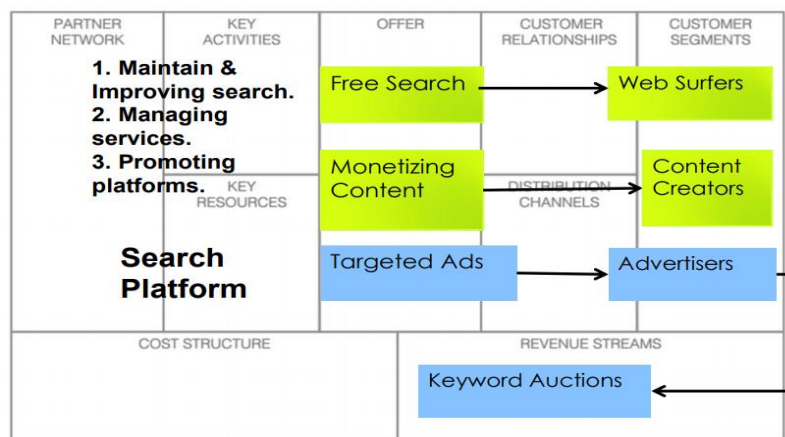 PARTNER
NETWORK
KEY
ACTIVITIES
OFFER
CUSTOMER
RELATIONSHIPS
CUSTOMER
SEGMENTS
1. Maintain &
Improving search.
2. Managing
services.
3. Promoting
platforms.
Free Search
Web Surfers
Monetizing
Content
Content
Creators
KEY
RESOURCES
DISTRIBUTION
CHANNELS
Search
Platform
Targeted Ads
Advertisers
COST STRUCTURE
REVENUE STREAMS
Keyword Auctions